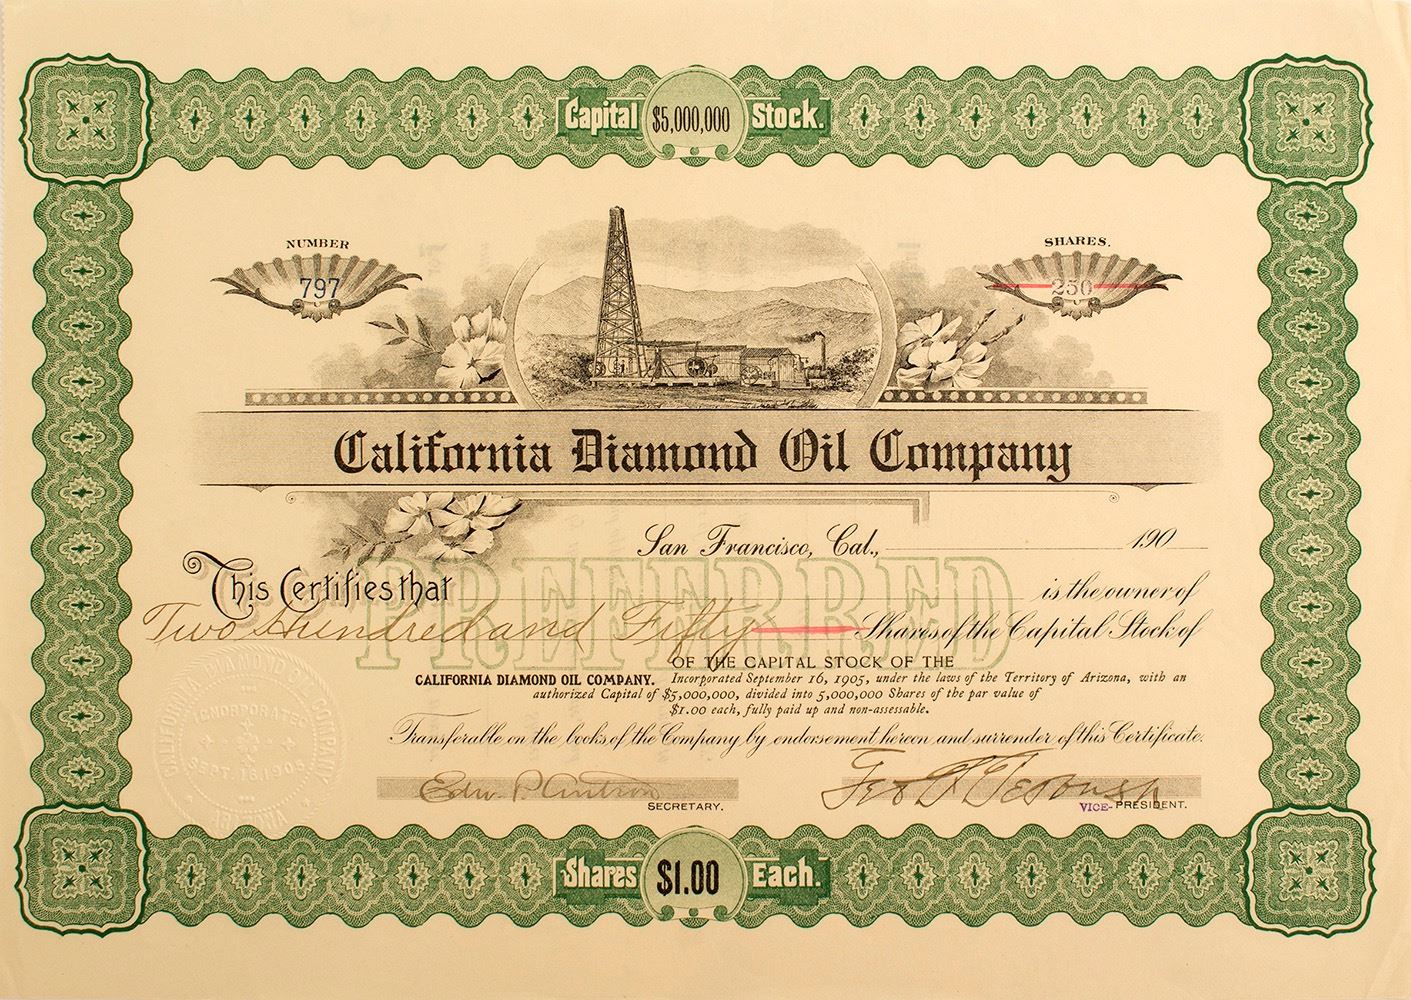 Capital $5,000,000 Stock.
NUMBER
797
SHARES.
250
California Diamond Oil Company
San Francisco, Cal., 190
PREFERRED
This Certifies that is the owner of
Two Hundred and Fifty Shares of the Capital Stock of
OF THE CAPITAL STOCK OF THE
CALIFORNIA DIAMOND OIL COMPANY. Incorporated September 16, 1905, under the laws of the Territory of Arizona, with an
authorized Capital of $5,000,000, divided into 5,000,000 Shares of the par value of
$1.00 each, fully paid up and non-assessable.
Transferable on the books of the Company by endorsement hereon and surrender of this Certificate.
CALIFORNIA DIAMOND OIL COMPANY
INCORPORATED
SEPT. 16, 1905
Edw. P.
SECRETARY.
VICE-PRESIDENT.
Shares $1.00 Each.